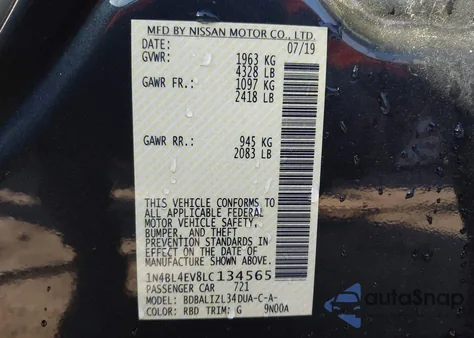 MFD BY NISSAN MOTOR CO., LTD.
DATE: 07/19
GVWR: 1963 KG
4328 LB
GAWR FR.: 1097 KG
2418 LB
GAWR RR.: 945 KG
2083 LB
THIS VEHICLE CONFORMS TO
ALL APPLICABLE FEDERAL
MOTOR VEHICLE SAFETY,
BUMPER, AND THEFT
PREVENTION STANDARDS IN
EFFECT ON THE DATE OF
MANUFACTURE SHOWN ABOVE.
1N4BL4EV8LC134565
PASSENGER CAR 721
MODEL: BDBALIZL34DUA-C-A-
COLOR: RBD TRIM: G 9N00A
autoSnap